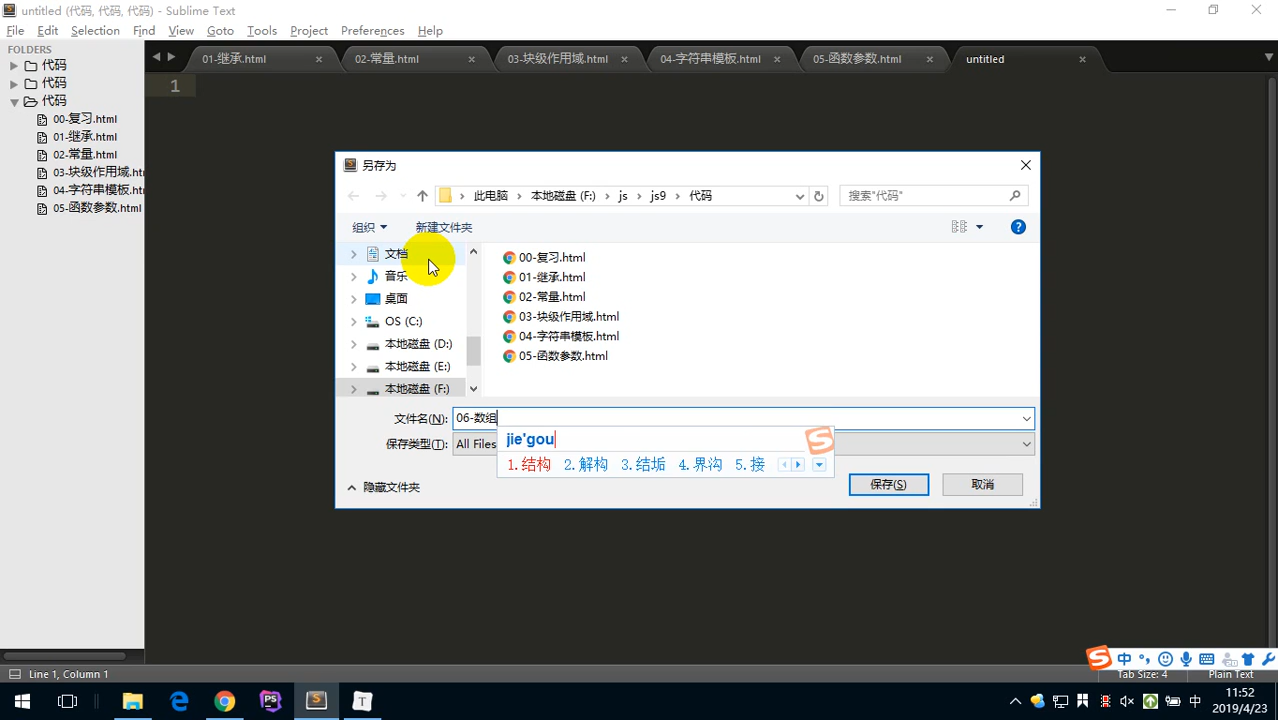 untitled (代码, 代码, 代码) - Sublime Text
File Edit Selection Find View Goto Tools Project Preferences Help
FOLDERS
代码
代码
代码
00-复习.html
01-继承.html
02-常量.html
03-块级作用域.htm
04-字符串模板.html
05-函数参数.html
01-继承.html × 02-常量.html × 03-块级作用域.html × 04-字符串模板.html × 05-函数参数.html × untitled ×
1
另存为
此电脑 › 本地磁盘 (F:) › js › js9 › 代码
搜索"代码"
组织 新建文件夹
文档
音乐
桌面
OS (C:)
本地磁盘 (D:)
本地磁盘 (E:)
本地磁盘 (F:)
00-复习.html
01-继承.html
02-常量.html
03-块级作用域.html
04-字符串模板.html
05-函数参数.html
文件名(N): 06-数组
保存类型(T): All Files
jie'gou
1.结构 2.解构 3.结垢 4.界沟 5.接
隐藏文件夹
保存(S) 取消
中
Line 1, Column 1
Tab Size: 4 Plain Text
中
11:52
2019/4/23